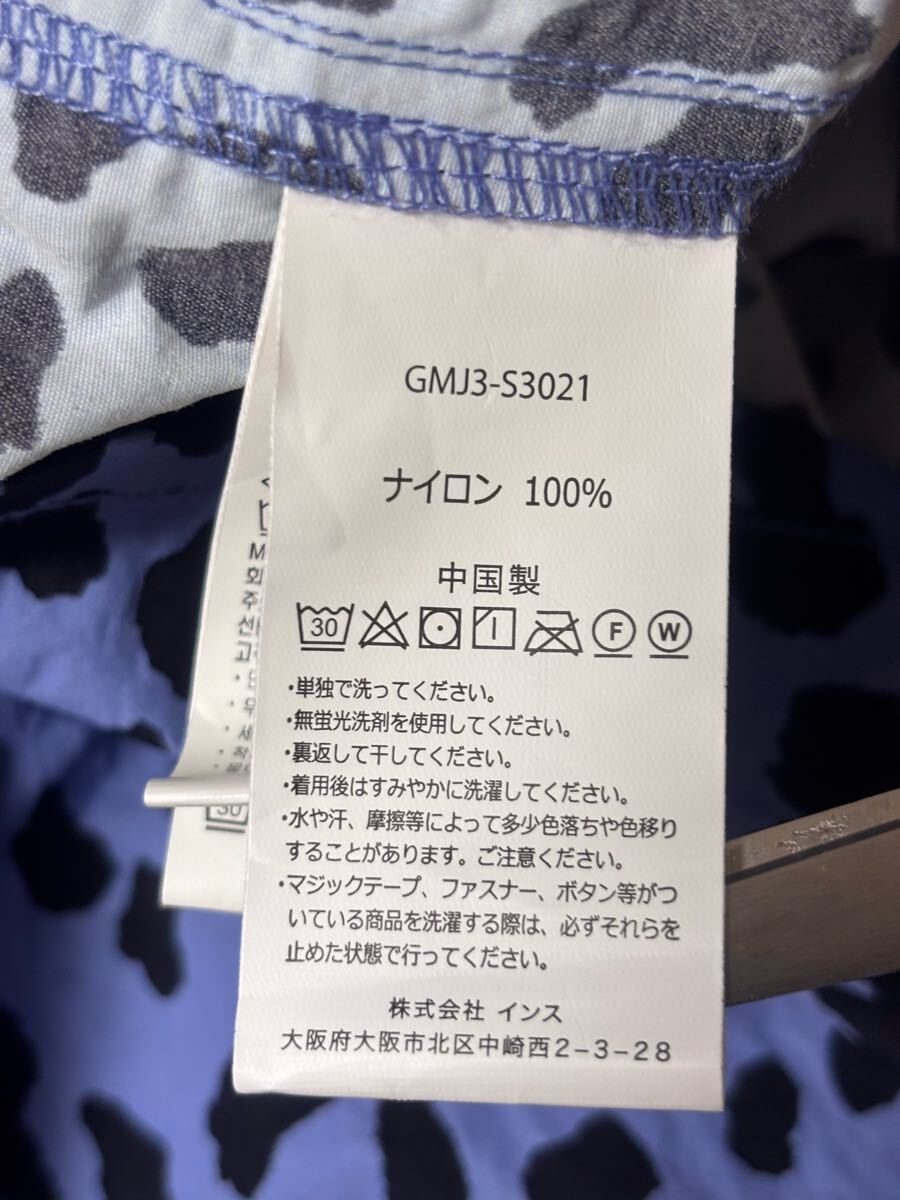 GMJ3-S3021
ナイロン 100%
中国製
30 F W
・単独で洗ってください。
・無蛍光洗剤を使用してください。
・裏返して干してください。
・着用後はすみやかに洗濯してください。
・水や汗、摩擦等によって多少色落ちや色移り
することがあります。ご注意ください。
・マジックテープ、ファスナー、ボタン等がつ
いている商品を洗濯する際は、必ずそれらを
止めた状態で行ってください。
株式会社 インス
大阪府大阪市北区中崎西2-3-28
M
회
주
선
고
30